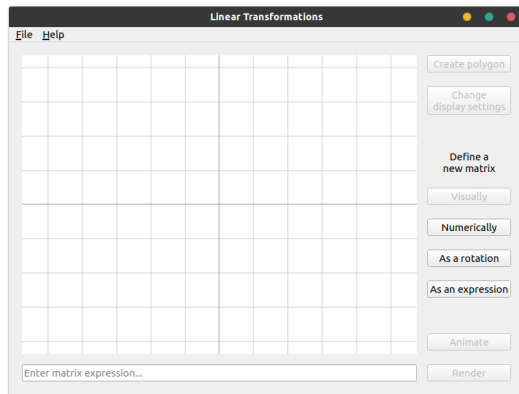 Linear Transformations
File Help
Create polygon
Change
display settings
Define a
new matrix
Visually
Numerically
As a rotation
As an expression
Animate
Enter matrix expression...
Render